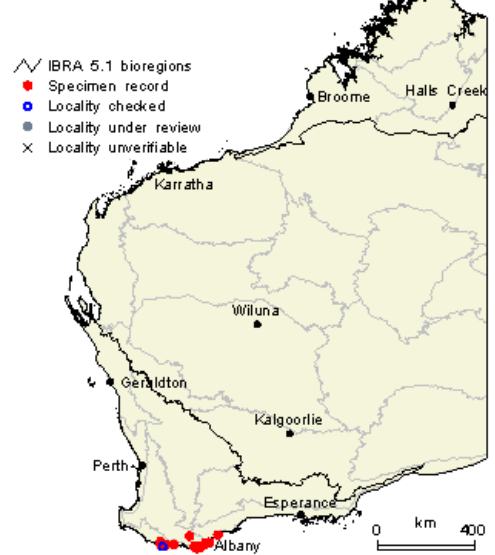 IBRA 5.1 bioregions
Specimen record
Locality checked
Locality under review
Locality unverifiable
Broome
Halls Creek
Karratha
Wiluna
Geraldton
Kalgoorlie
Perth
Esperance
Albany
km
0 400